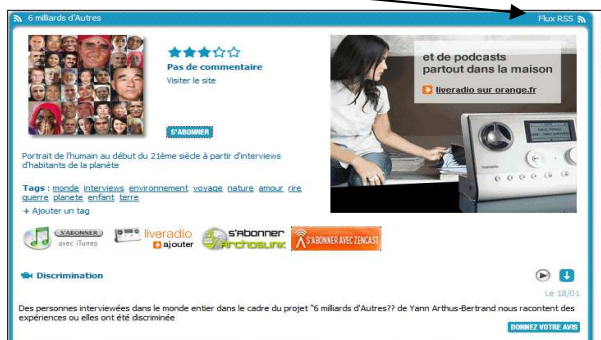 6 milliards d'Autres
Flux RSS
Pas de commentaire
Visiter le site
S'ABONNER
et de podcasts
partout dans la maison
liveradio sur orange.fr
Portrait de l'humain au début du 21ème siècle à partir d'interviews
d'habitants de la planète
Tags : monde interviews environnement voyage nature amour rire
guerre planete enfant terre
+ Ajouter un tag
S'ABONNER
avec iTunes
liveradio
ajouter
S'ABONNER
ARCHOSLINK
S'ABONNER AVEC ZENCAST
Discrimination
Le 18/01
Des personnes interviewées dans le monde entier dans le cadre du projet "6 milliards d'Autres?? de Yann Arthus-Bertrand nous racontent des
expériences ou elles ont été discriminée
DONNEZ VOTRE AVIS